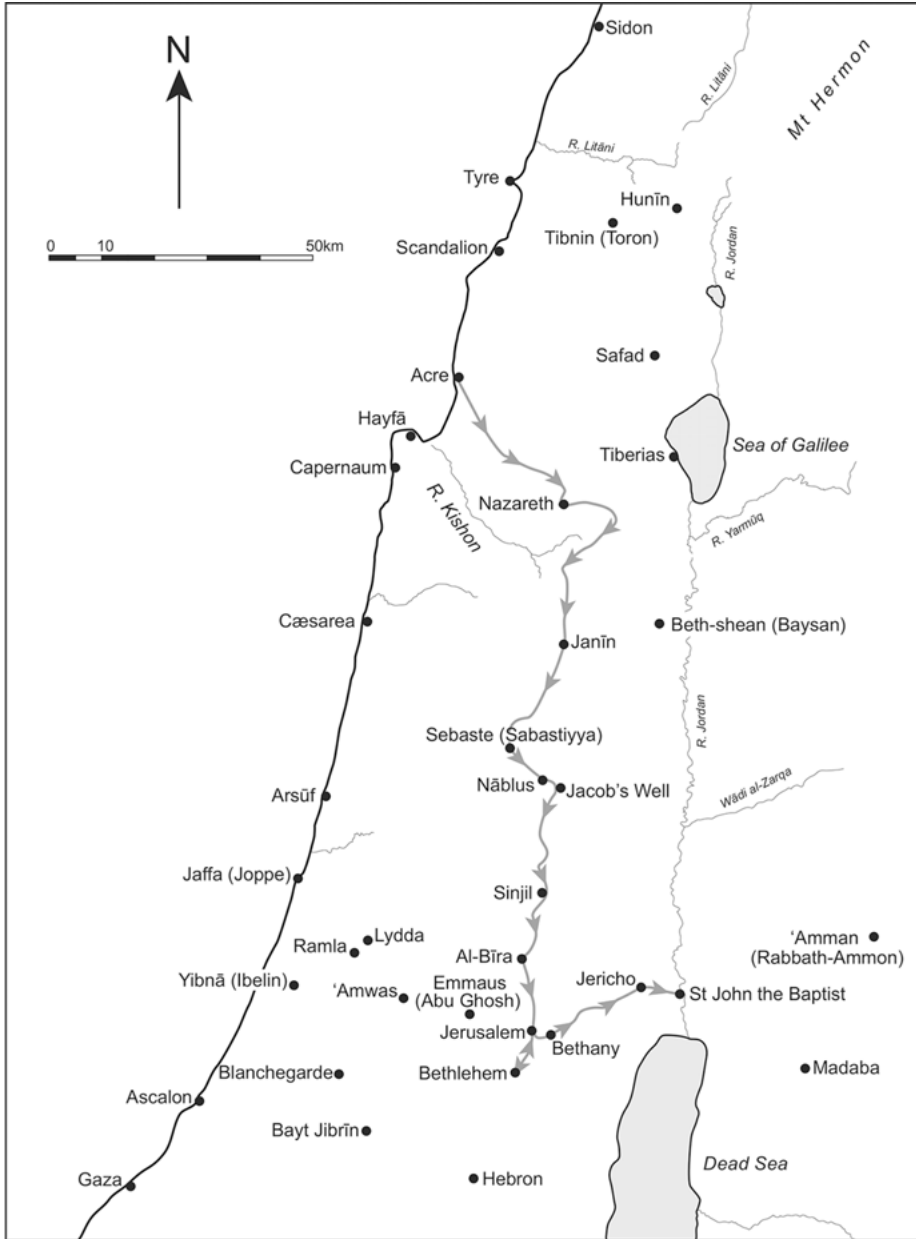 Sidon
N
R. Litāni
Mt Hermon
R. Litāni
Tyre
Hunīn
Tibnin (Toron)
0 10 50km
Scandalion
R. Jordan
Safad
Acre
Hayfā
Sea of Galilee
Tiberias
Capernaum
R. Kishon
Nazareth
R. Yarmūq
Cæsarea
Beth-shean (Baysan)
Janīn
R. Jordan
Sebaste (Sabastiyya)
Nāblus
Jacob's Well
Arsūf
Wādi al-Zarqa
Jaffa (Joppe)
Sinjil
Lydda
Ramla
‘Amman
(Rabbath-Ammon)
Al-Bīra
Yibnā (Ibelin)
‘Amwas
Emmaus
(Abu Ghosh)
Jericho
St John the Baptist
Jerusalem
Bethany
Blanchegarde
Bethlehem
Madaba
Ascalon
Bayt Jibrīn
Dead Sea
Gaza
Hebron